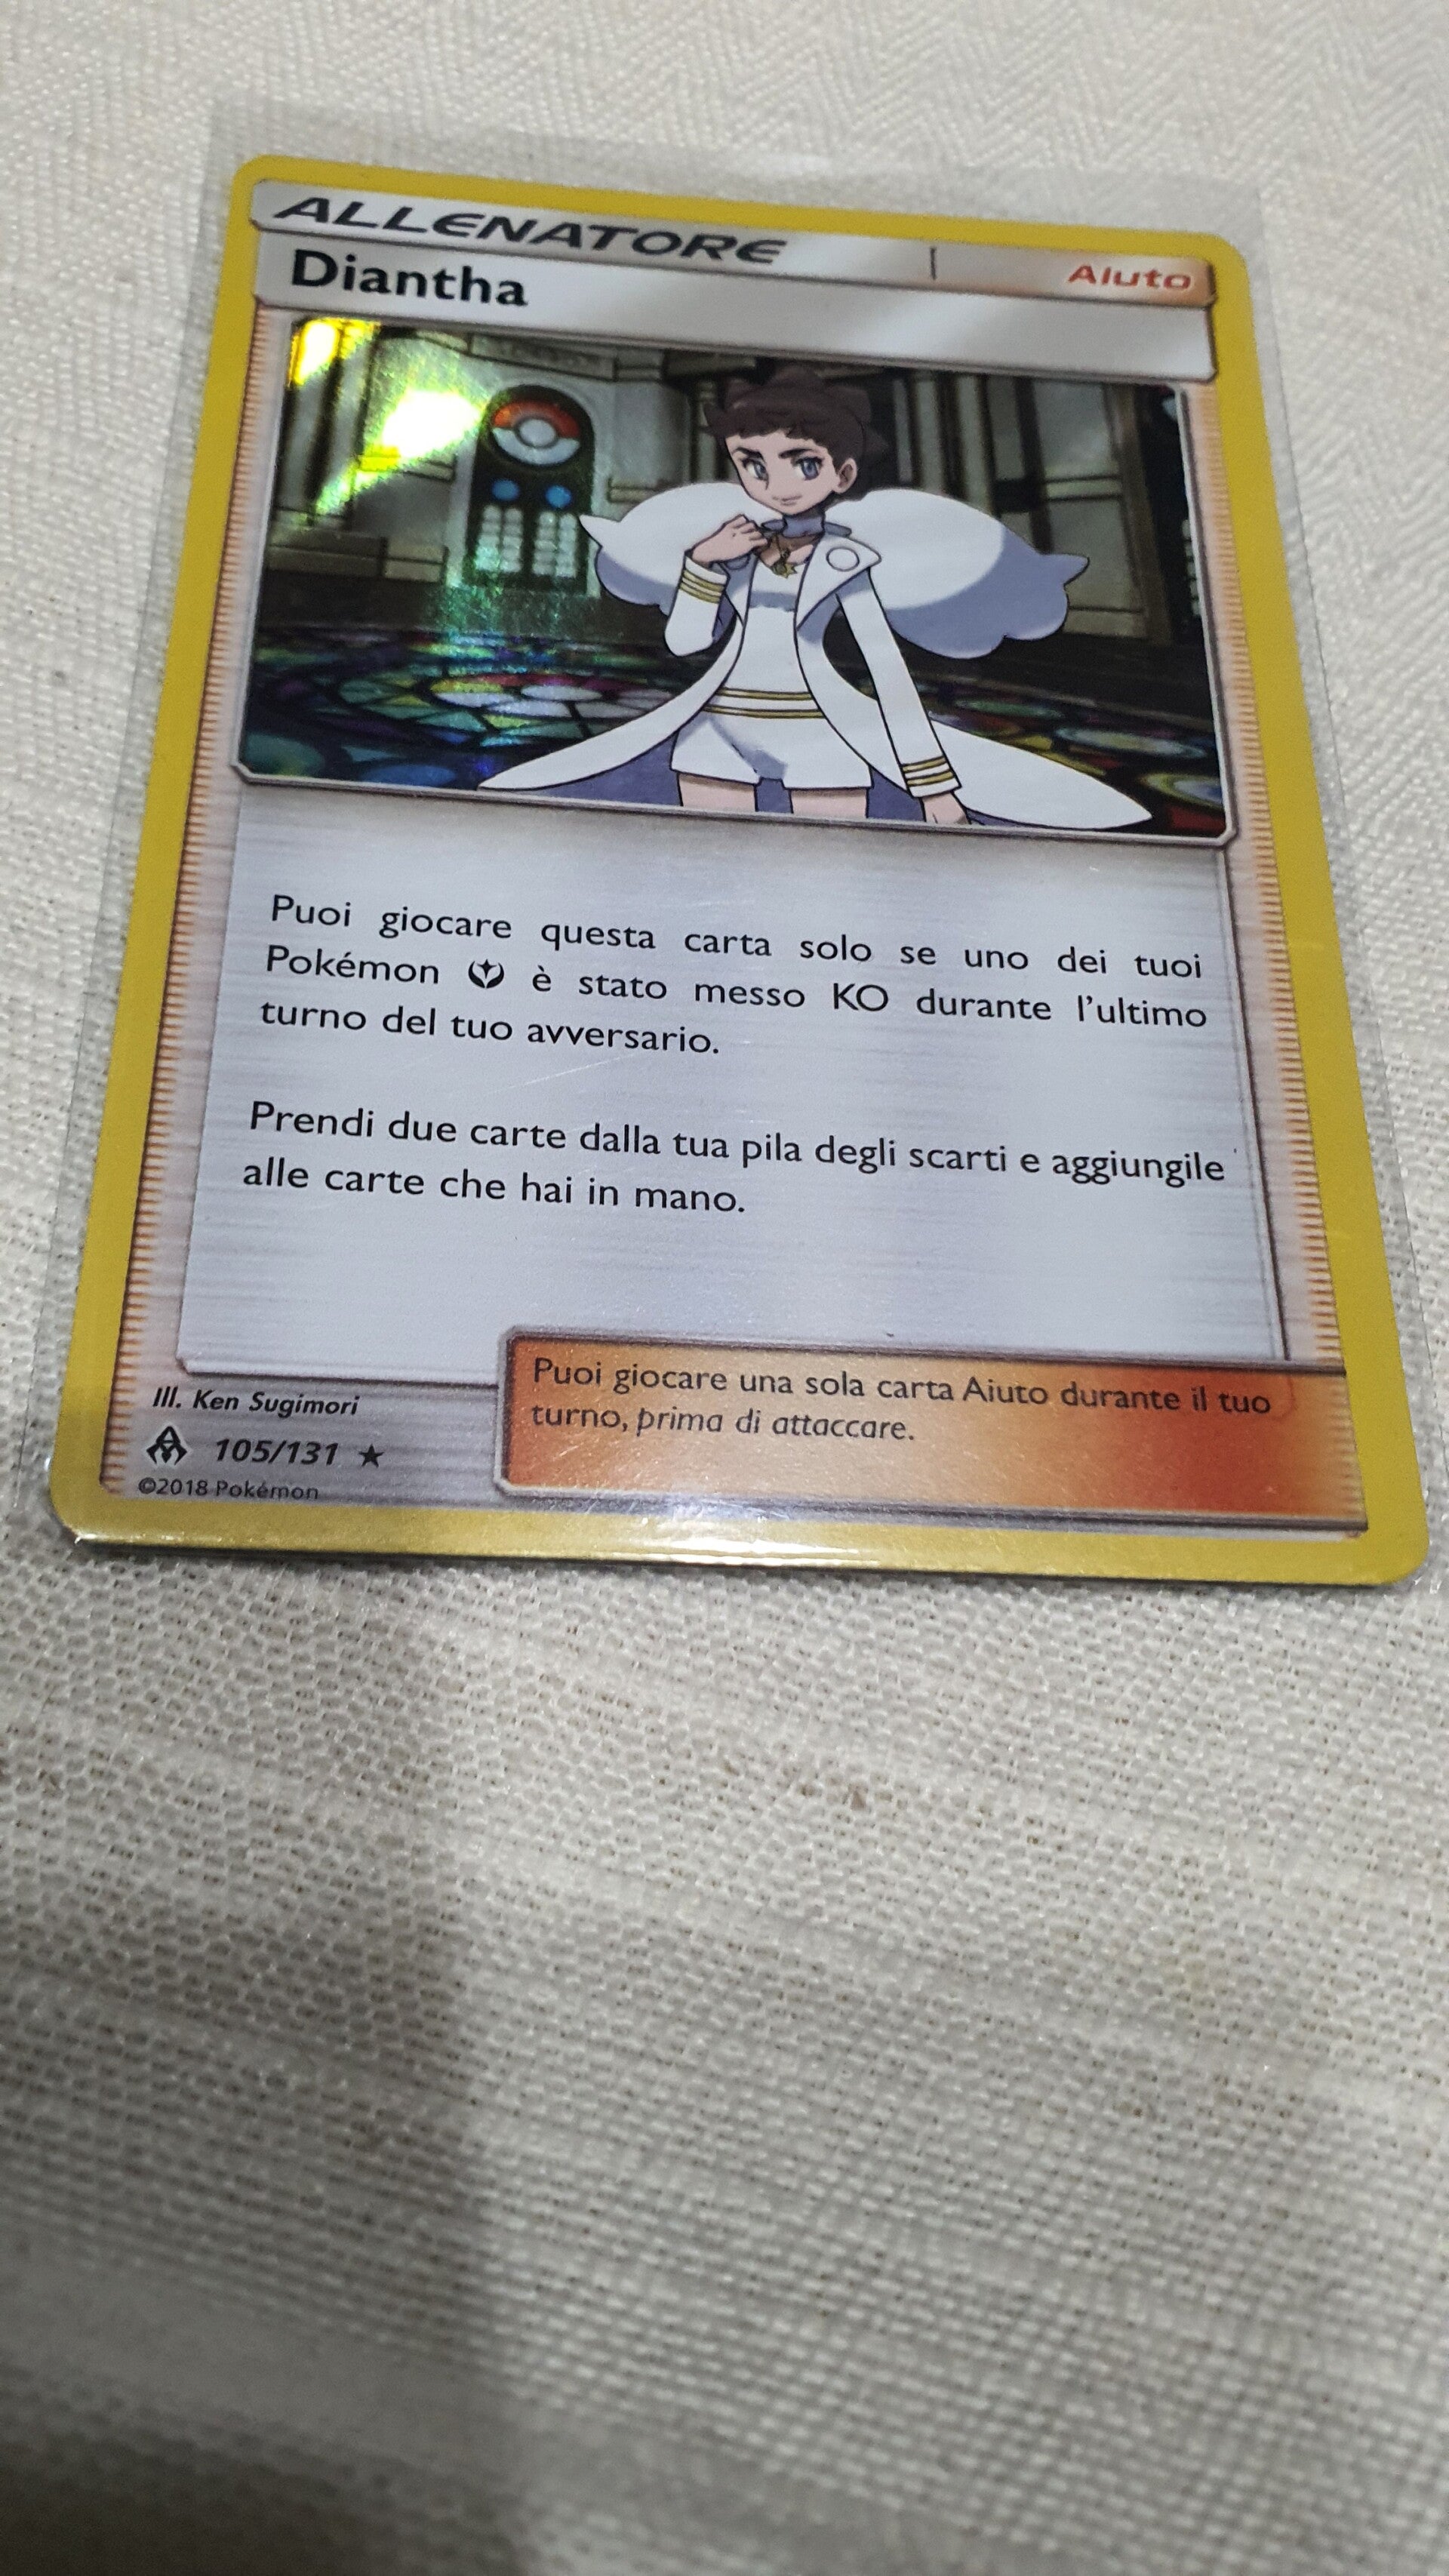 ALLENATORE
Aiuto
Diantha
Puoi giocare questa carta solo se uno dei tuoi
Pokémon è stato messo KO durante l'ultimo
turno del tuo avversario.
Prendi due carte dalla tua pila degli scarti e aggiungile
alle carte che hai in mano.
Puoi giocare una sola carta Aiuto durante il tuo
turno, prima di attaccare.
Ill. Ken Sugimori
105/131 ★
©2018 Pokémon